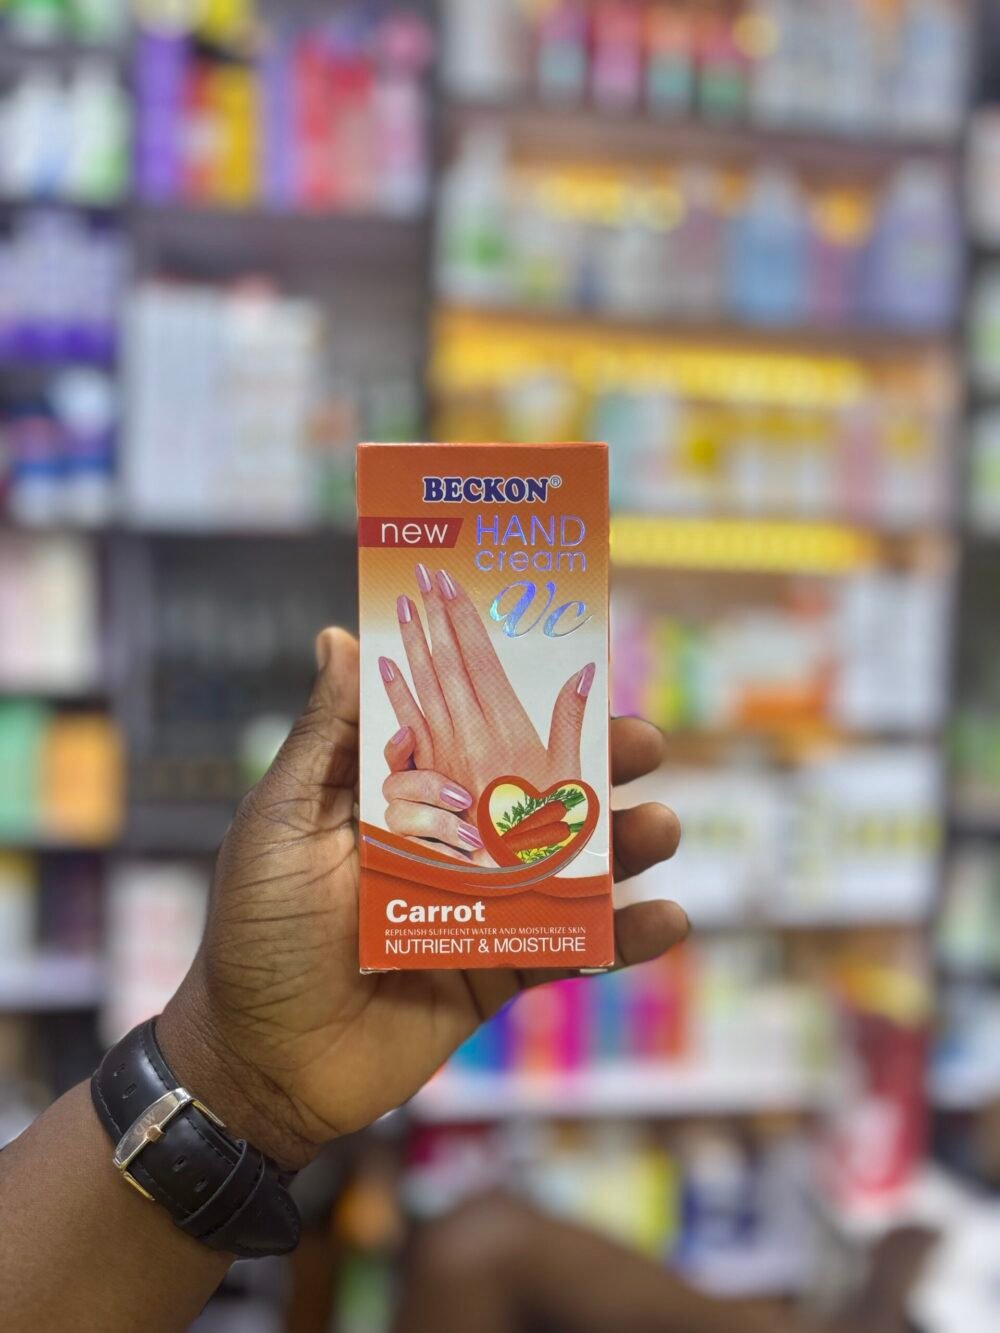 BECKON®
new
HAND
cream
Vc
Carrot
REPLENISH SUFFICENT WATER AND MOISTURIZE SKIN
NUTRIENT & MOISTURE